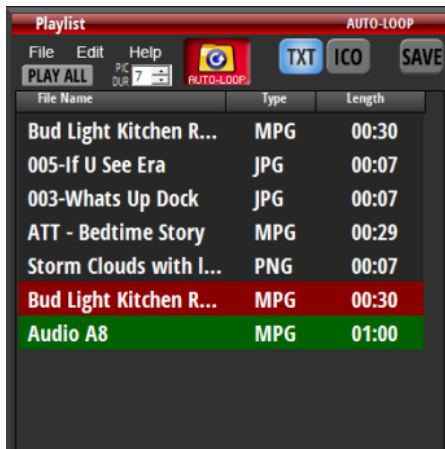 Playlist AUTO-LOOP
File Edit Help
PLAY ALL PIC DUR 7 AUTO-LOOP TXT ICO SAVE
File Name Type Length
Bud Light Kitchen R... MPG 00:30
005-If U See Era JPG 00:07
003-Whats Up Dock JPG 00:07
ATT - Bedtime Story MPG 00:29
Storm Clouds with l... PNG 00:07
Bud Light Kitchen R... MPG 00:30
Audio A8 MPG 01:00